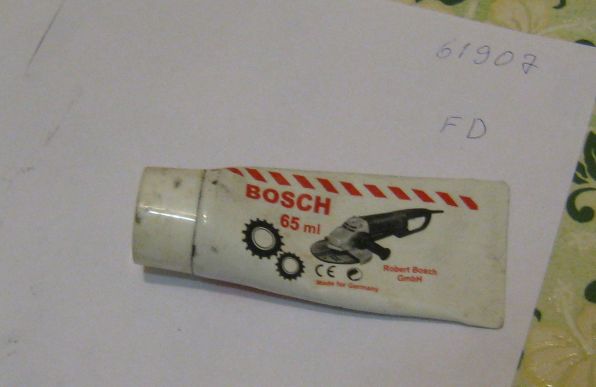 61907
FD
BOSCH
65 ml
CE
Robert Bosch
GmbH
Made for Germany